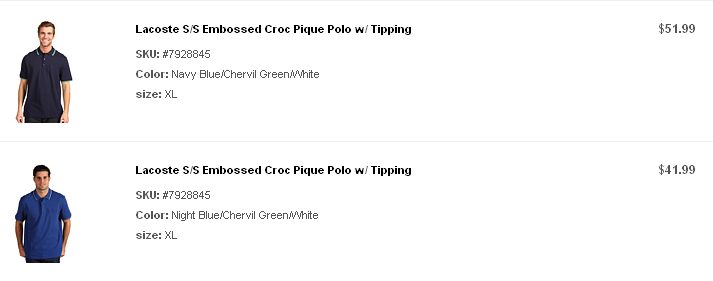 Lacoste S/S Embossed Croc Pique Polo w/ Tipping $51.99
SKU: #7928845
Color: Navy Blue/Chervil Green/White
size: XL
Lacoste S/S Embossed Croc Pique Polo w/ Tipping $41.99
SKU: #7928845
Color: Night Blue/Chervil Green/White
size: XL